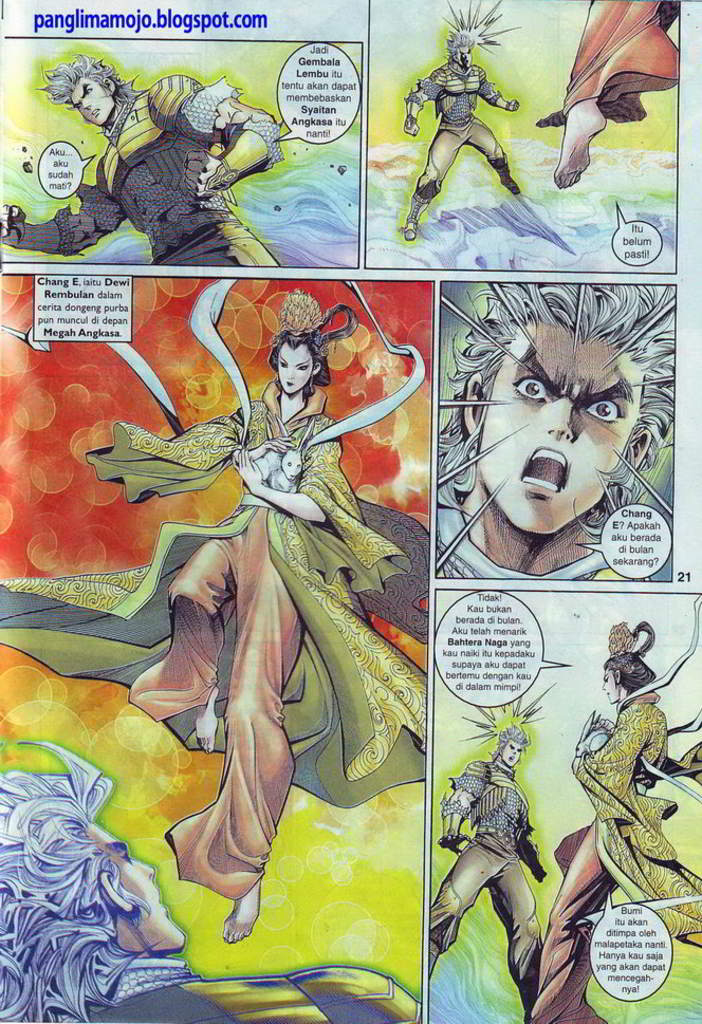 panglimamojo.blogspot.com
Jadi
Gembala
Lembu itu
tentu akan dapat
membebaskan
Syaitan
Angkasa
nanti!
Aku...
aku
sudah
mati?
Itu
belum
pasti!
Chang E, iaitu Dewi
Rembulan dalam
cerita dongeng purba
pun muncul di depan
Megah Angkasa.
Chang
E? Apakah
aku berada
di bulan
sekarang?
21
Tidak!
Kau bukan
berada di bulan.
Aku telah menarik
Bahtera Naga yang
kau naiki itu kepadaku
supaya aku dapat
bertemu dengan kau
di dalam mimpi!
Bumi
itu akan
ditimpa oleh
malapetaka nanti.
Hanya kau saja
yang akan dapat
mencegah-
nya!